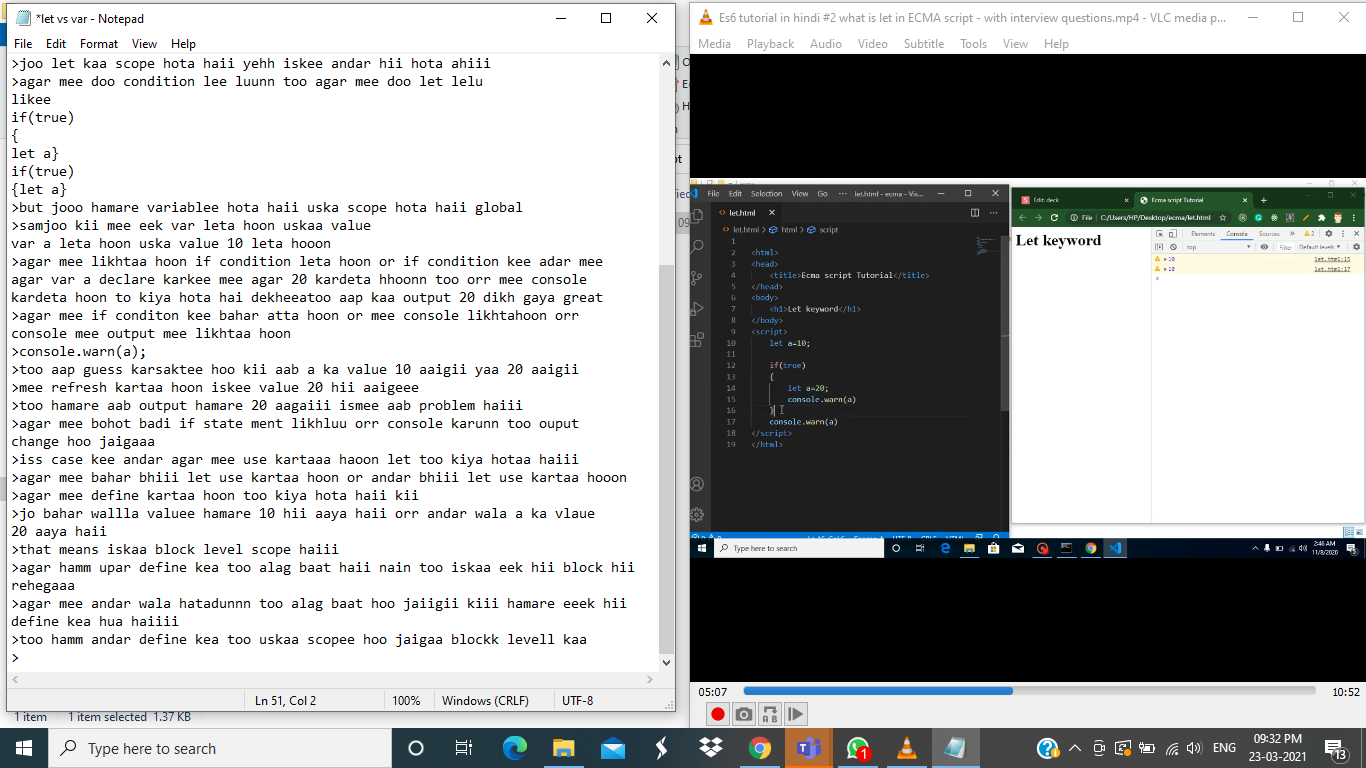 *let vs var - Notepad
File Edit Format View Help
>joo let kaa scope hota haii yehh iskee andar hii hota ahiii
>agar mee doo condition lee luunn too agar mee doo let lelu
likee
if(true)
{
let a}
if(true)
{let a}
>but jooo hamare variablee hota haii uska scope hota haii global
>samjoo kii mee eek var leta hoon uskaa value
var a leta hoon uska value 10 leta hooon
>agar mee likhtaa hoon if condition leta hoon or if condition kee adar mee
agar var a declare karkee mee agar 20 kardeta hhoonn too orr mee console
kardeta hoon to kiya hota hai dekheeatoo aap kaa output 20 dikh gaya great
>agar mee if conditon kee bahar atta hoon or mee console likhtahoon orr
console mee output mee likhtaa hoon
>console.warn(a);
>too aap guess karsaktee hoo kii aab a ka value 10 aaigii yaa 20 aaigii
>mee refresh kartaa hoon iskee value 20 hii aaigeee
>too hamare aab output hamare 20 aagaiii ismee aab problem haiii
>agar mee bohot badi if state ment likhluu orr console karunn too ouput
change hoo jaigaaa
>iss case kee andar agar mee use kartaaa haoon let too kiya hotaa haiii
>agar mee bahar bhiii let use kartaa hoon or andar bhiii let use kartaa hooon
>agar mee define kartaa hoon too kiya hota haii kii
>jo bahar wallla valuee hamare 10 hii aaya haii orr andar wala a ka vlaue
20 aaya haii
>that means iskaa block level scope haiii
>agar hamm upar define kea too alag baat haii nain too iskaa eek hii block hii
rehegaaa
>agar mee andar wala hatadunnn too alag baat hoo jaiigii kiii hamare eeek hii
define kea hua haiiii
>too hamm andar define kea too uskaa scopee hoo jaigaa blockk levell kaa
>
Ln 51, Col 2 100% Windows (CRLF) UTF-8
1 item 1 item selected 1.37 KB
Es6 tutorial in hindi #2 what is let in ECMA script - with interview questions.mp4 - VLC media p...
Media Playback Audio Video Subtitle Tools View Help
File Edit Selection View Go ··· let.html - ecma - Vis...
let.html
let.html > html > script
1
2 <html>
3 <head>
4 <title>Ecma script Tutorial</title>
5 </head>
6 <body>
7 <h1>Let keyword</h1>
8 </body>
9 <script>
10 let a=10;
11
12 if(true)
13 {
14 let a=20;
15 console.warn(a)
16 }
17 console.warn(a)
18 </script>
19 </html>
Edit-deck Ecma script Tutorial
File C:/Users/HP/Desktop/ecma/let.html
Let keyword
Elements Console Sources » 2
top Filter Default levels
10 let.html:15
10 let.html:17
>
Type here to search
2:46 AM
11/8/2020
05:07 10:52
Type here to search
1
ENG
09:32 PM
23-03-2021
13